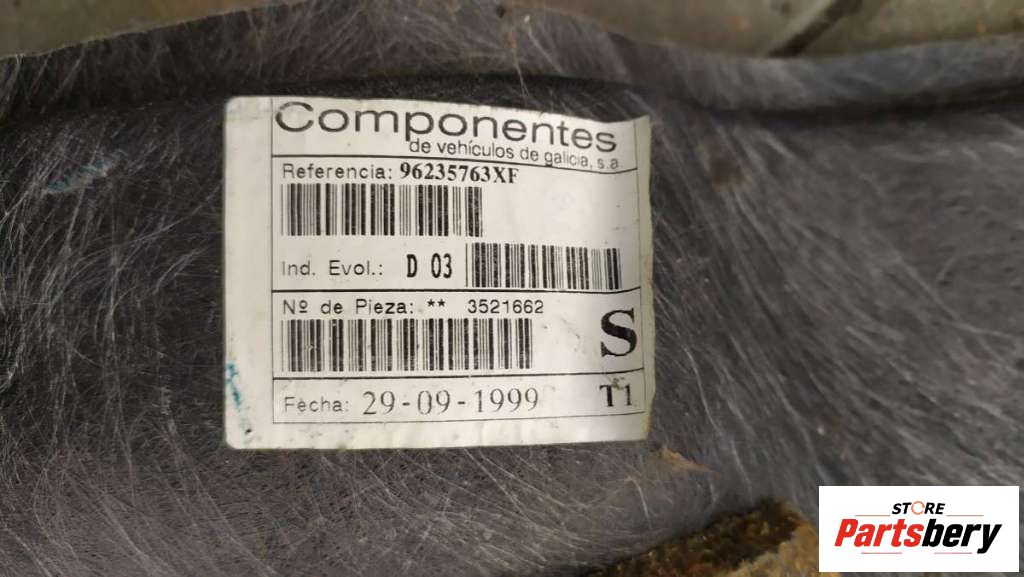 Componentes
de vehículos de galicia, s.a.
Referencia: 96235763XF
Ind. Evol.: D 03
Nº de Pieza: ** 3521662
S
Fecha: 29-09-1999 T1
STORE
Partsbery